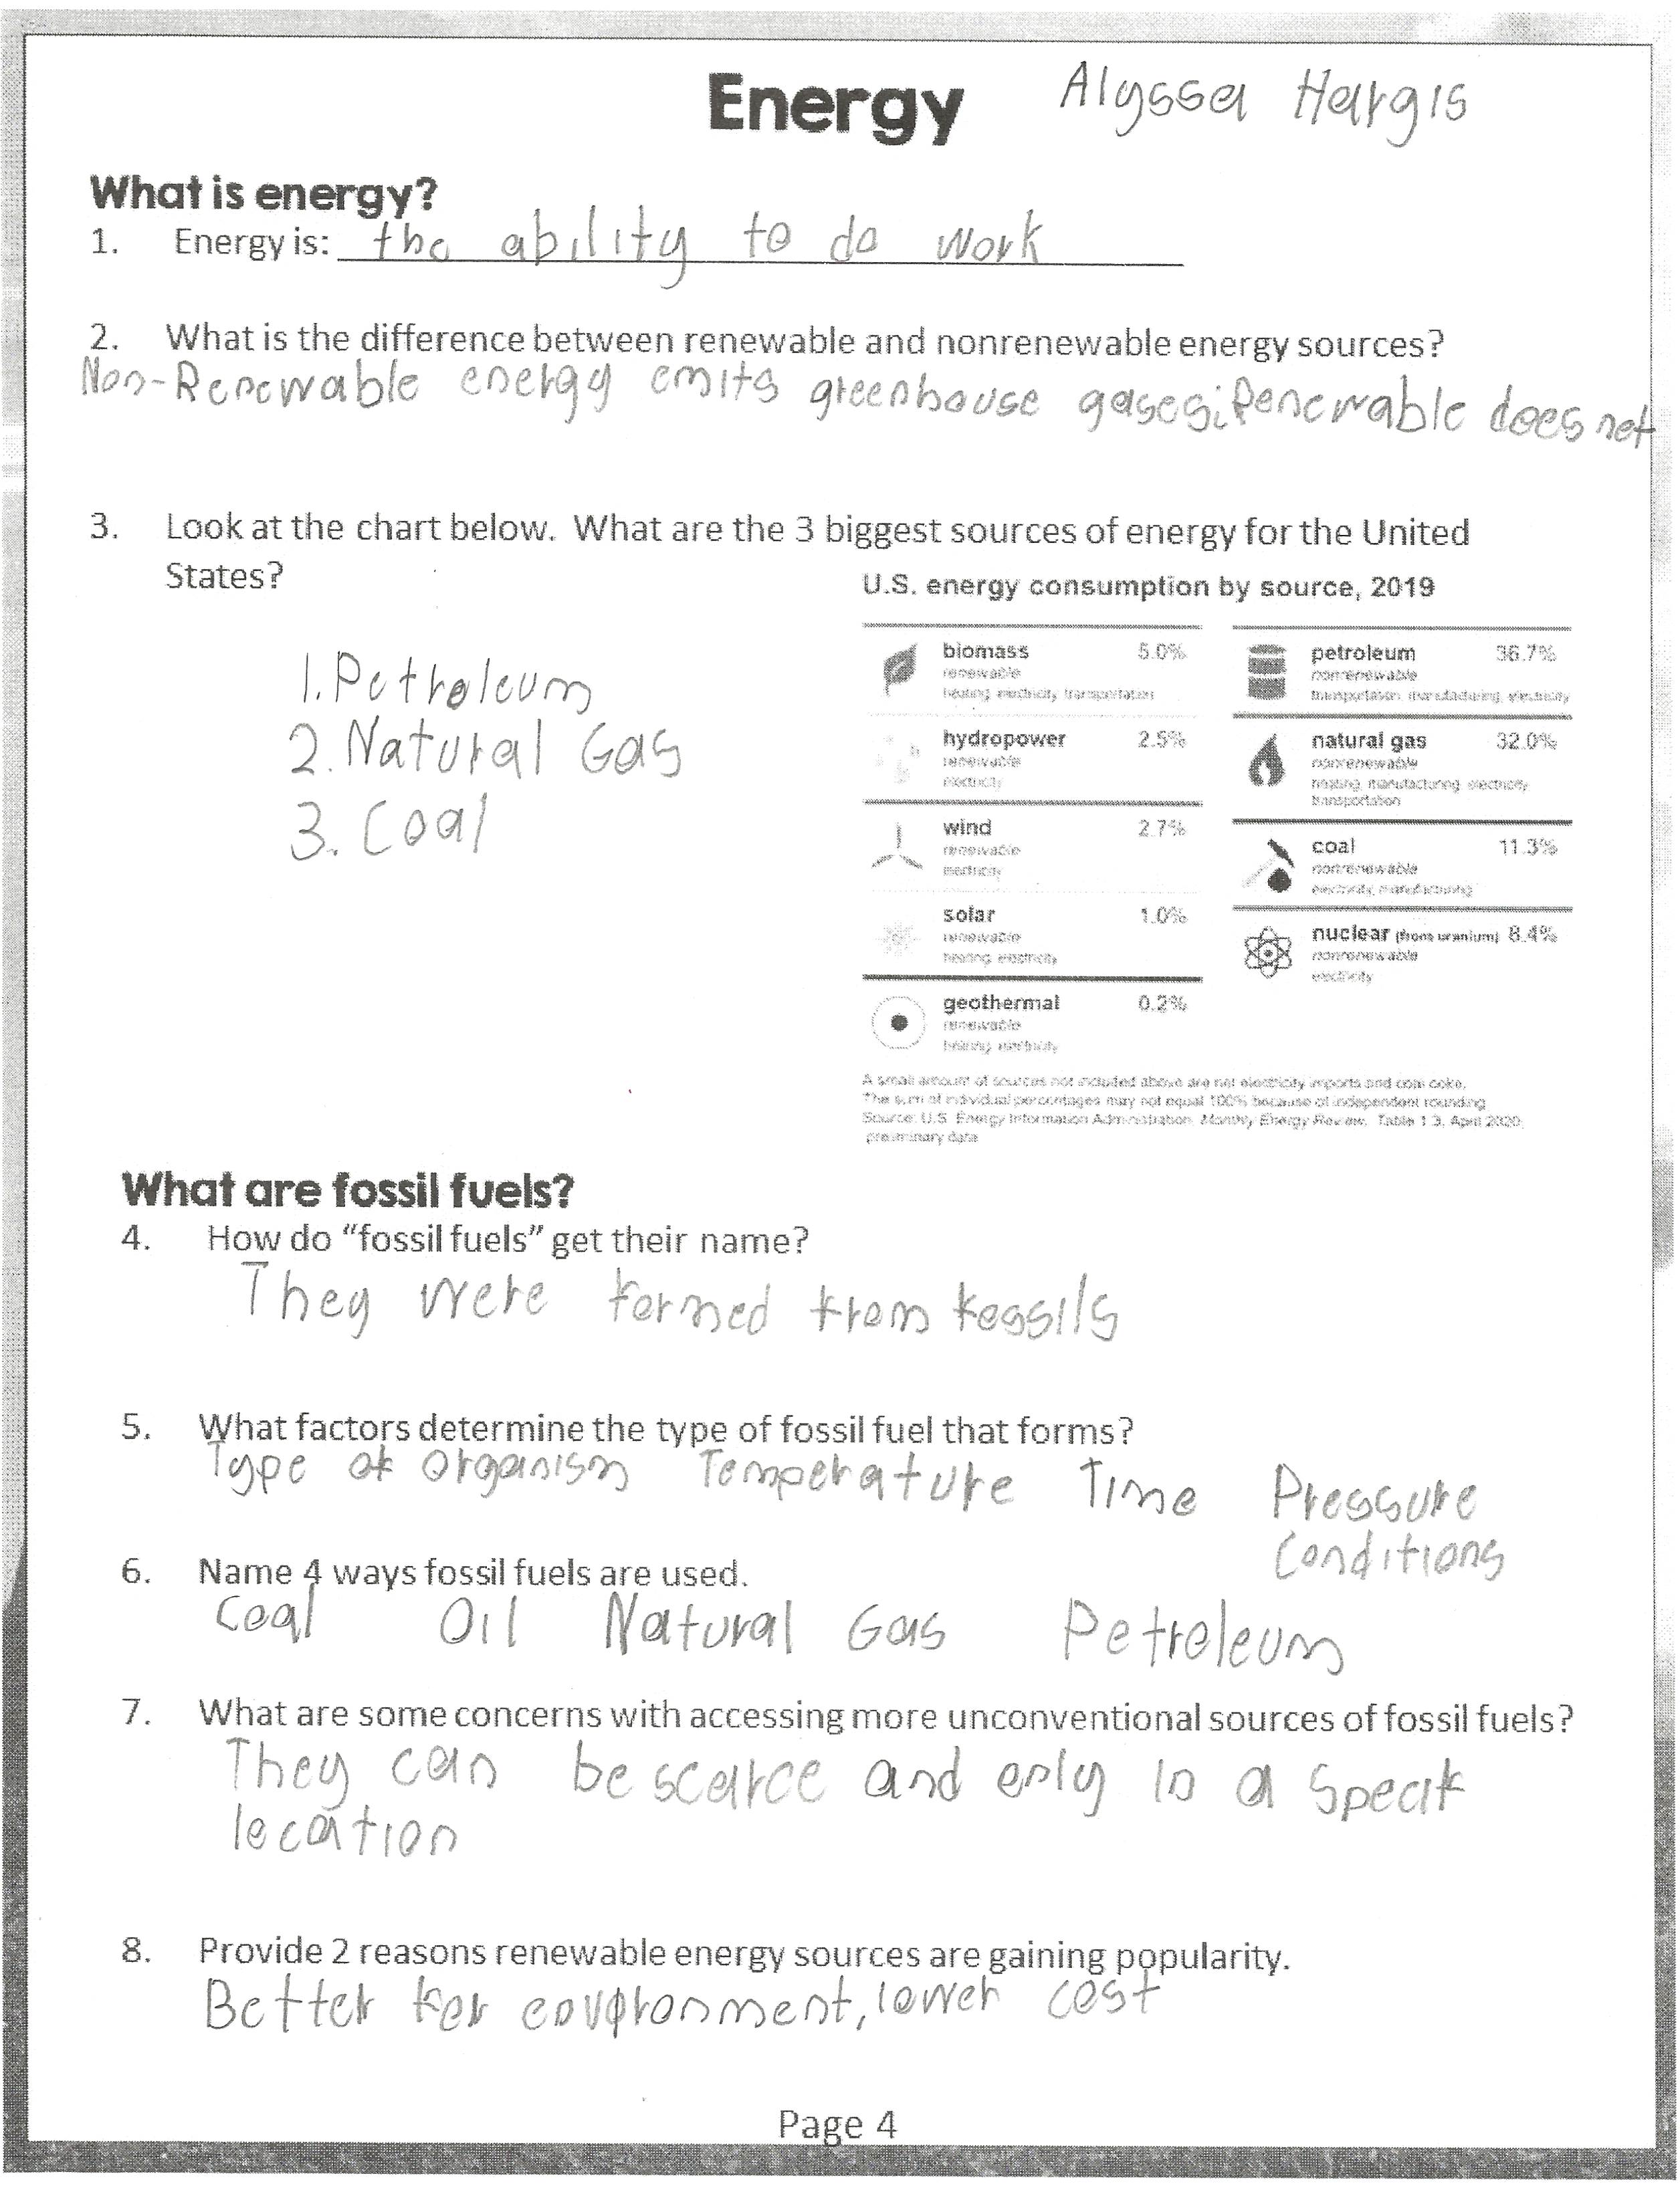 Energy Alyssa Hargis
What is energy?
1. Energy is: the ability to do work
2. What is the difference between renewable and nonrenewable energy sources?
Non-Renewable energy emits greenhouse gases; Renewable does not
3. Look at the chart below. What are the 3 biggest sources of energy for the United
States?
U.S. energy consumption by source, 2019
1. Petroleum
2. Natural Gas
3. Coal
biomass 5.0%
renewable
heating, electricity, transportation
hydropower 2.5%
renewable
electricity
wind 2.7%
renewable
electricity
solar 1.0%
renewable
heating, electricity
geothermal 0.2%
renewable
heating, electricity
petroleum 36.7%
nonrenewable
transportation, manufacturing, electricity
natural gas 32.0%
nonrenewable
heating, manufacturing, electricity
transportation
coal 11.3%
nonrenewable
electricity, manufacturing
nuclear (from uranium) 8.4%
nonrenewable
electricity
A small amount of sources not included above are net electricity imports and coal coke.
The sum of individual percentages may not equal 100% because of independent rounding
Source: U.S. Energy Information Administration, Monthly Energy Review, Table 1.3, April 2020,
preliminary data
What are fossil fuels?
4. How do “fossil fuels” get their name?
They were formed from fossils
5. What factors determine the type of fossil fuel that forms?
Type of organism Temperature Time Pressure
Conditions
6. Name 4 ways fossil fuels are used.
Coal Oil Natural Gas Petroleum
7. What are some concerns with accessing more unconventional sources of fossil fuels?
They can be scarce and only in a specif
location
8. Provide 2 reasons renewable energy sources are gaining popularity.
Better for environment, lower cost
Page 4